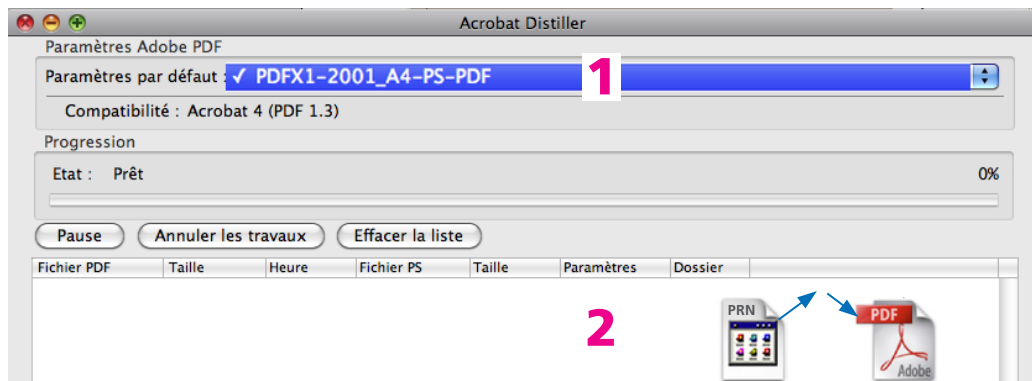 Acrobat Distiller
Paramètres Adobe PDF
Paramètres par défaut : ✓ PDFX1-2001_A4-PS-PDF 1
Compatibilité : Acrobat 4 (PDF 1.3)
Progression
Etat : Prêt 0%
Pause Annuler les travaux Effacer la liste
Fichier PDF Taille Heure Fichier PS Taille Paramètres Dossier
2 PRN PDF
Adobe